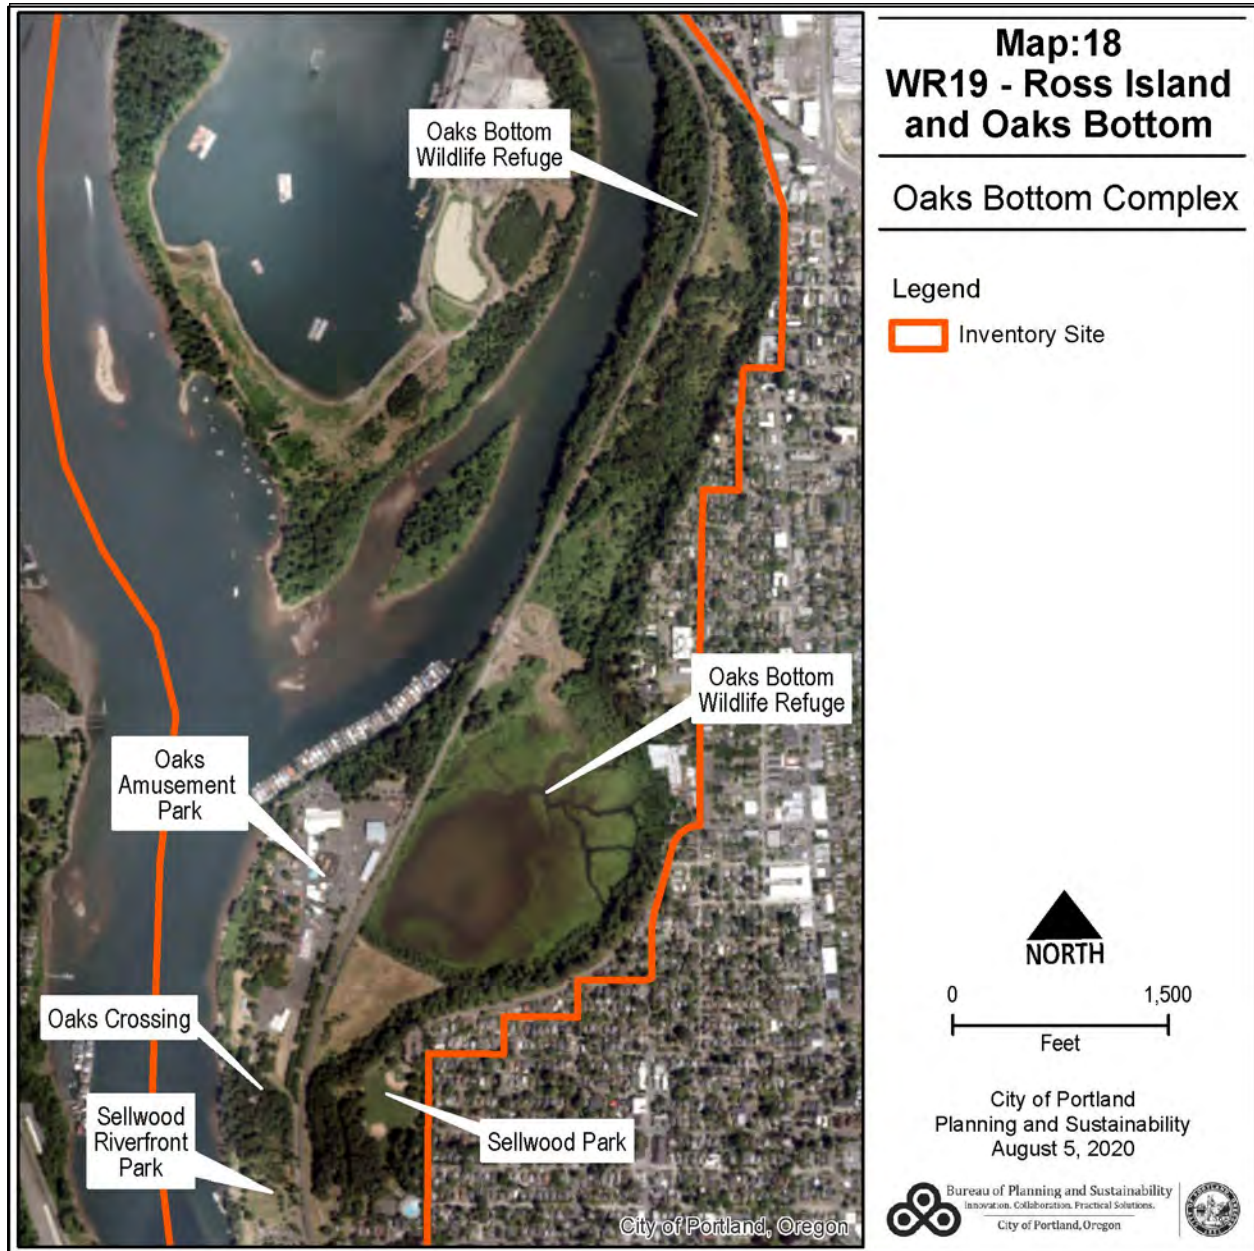 Map:18
WR19 - Ross Island
and Oaks Bottom
Oaks Bottom Complex
Legend
Inventory Site
Oaks Bottom
Wildlife Refuge
Oaks Bottom
Wildlife Refuge
Oaks
Amusement
Park
Oaks Crossing
Sellwood
Riverfront
Park
Sellwood Park
City of Portland, Oregon
NORTH
0 1,500
Feet
City of Portland
Planning and Sustainability
August 5, 2020
Bureau of Planning and Sustainability
Innovation. Collaboration. Practical Solutions.
City of Portland, Oregon